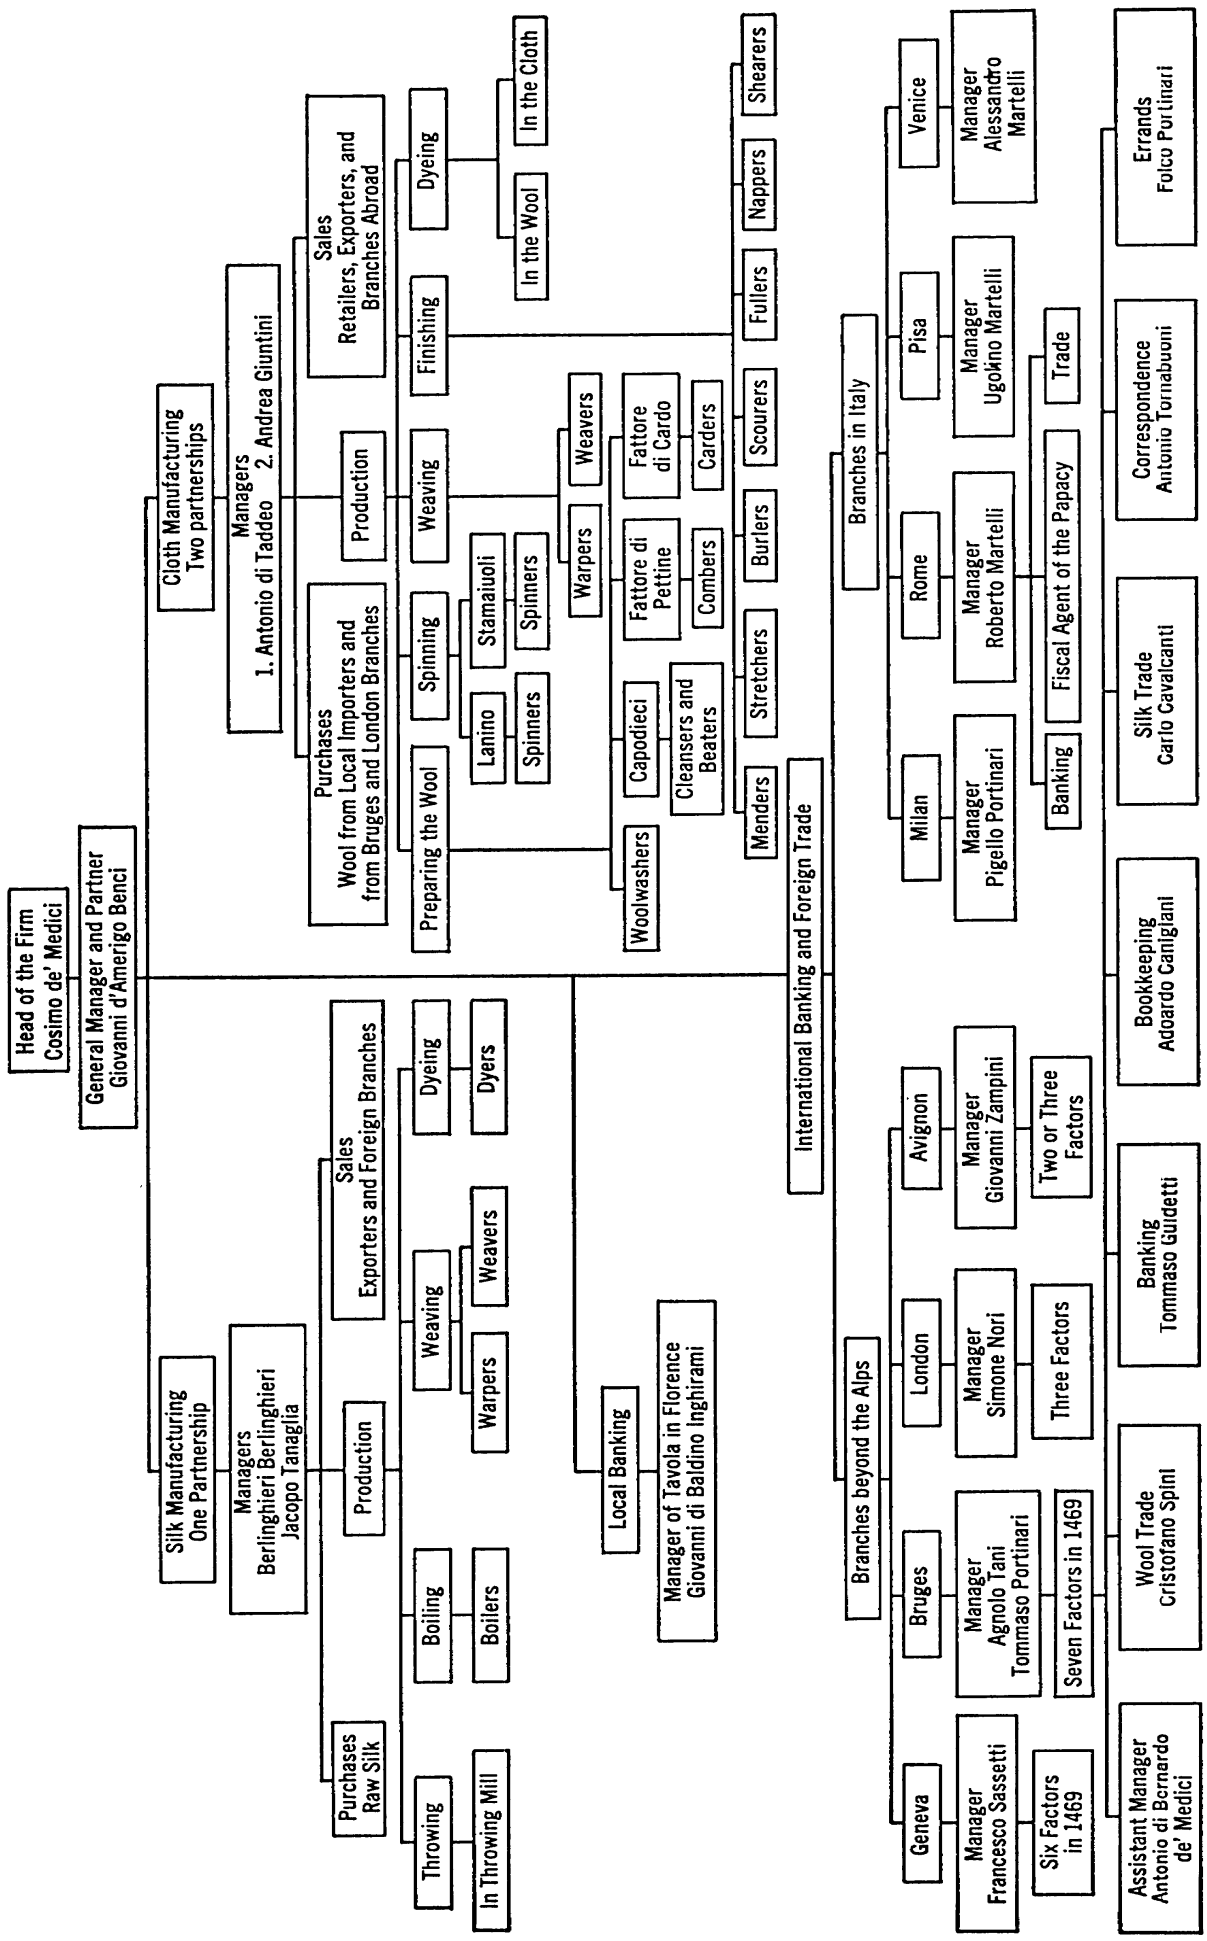 Head of the Firm
Cosimo de' Medici
General Manager and Partner
Giovanni d'Amerigo Benci
Silk Manufacturing
One Partnership
Managers
Berlinghieri Berlinghieri
Jacopo Tanaglia
Purchases
Raw Silk
Production
Sales
Exporters and Foreign Branches
Throwing
Boiling
Weaving
Dyeing
In Throwing Mill
Boilers
Warpers
Weavers
Dyers
Cloth Manufacturing
Two partnerships
Managers
1. Antonio di Taddeo 2. Andrea Giuntini
Purchases
Wool from Local Importers and
from Bruges and London Branches
Production
Sales
Retailers, Exporters, and
Branches Abroad
Preparing the Wool
Spinning
Weaving
Finishing
Dyeing
Lanino
Stamaiuoli
Spinners
Spinners
In the Wool
In the Cloth
Warpers
Weavers
Woolwashers
Capodieci
Fattore di
Pettine
Fattore
di Cardo
Cleansers and
Beaters
Combers
Carders
Menders
Stretchers
Burlers
Scourers
Fullers
Nappers
Shearers
Local Banking
Manager of Tavola in Florence
Giovanni di Baldino Inghirami
International Banking and Foreign Trade
Branches beyond the Alps
Branches in Italy
Geneva
Bruges
London
Avignon
Milan
Rome
Pisa
Venice
Manager
Francesco Sassetti
Manager
Agnolo Tani
Tommaso Portinari
Manager
Simone Nori
Manager
Giovanni Zampini
Manager
Pigello Portinari
Manager
Roberto Martelli
Manager
Ugolino Martelli
Manager
Alessandro
Martelli
Six Factors
in 1469
Seven Factors in 1469
Three Factors
Two or Three
Factors
Banking
Fiscal Agent of the Papacy
Trade
Assistant Manager
Antonio di Bernardo
de' Medici
Wool Trade
Cristofano Spini
Banking
Tommaso Guidetti
Bookkeeping
Adoardo Canigiani
Silk Trade
Carlo Cavalcanti
Correspondence
Antonio Tornabuoni
Errands
Folco Portinari